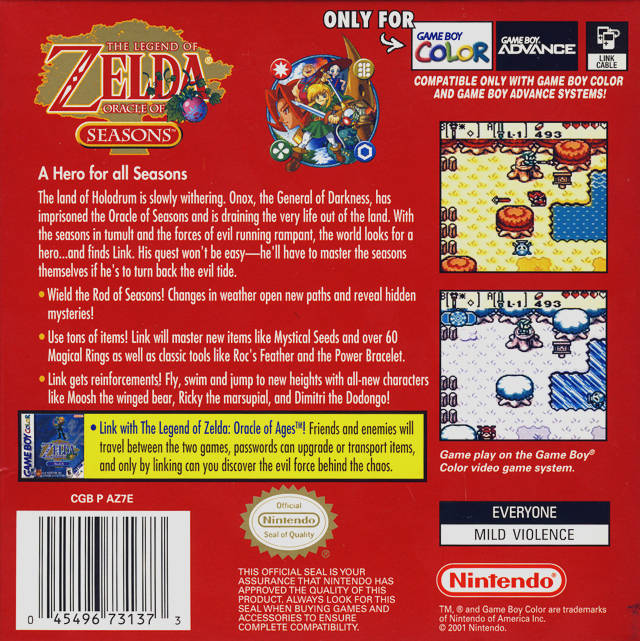 THE LEGEND OF
ZELDA
ORACLE OF
SEASONS™
ONLY FOR
GAME BOY
COLOR
GAME BOY
ADVANCE
LINK
CABLE
COMPATIBLE ONLY WITH GAME BOY COLOR
AND GAME BOY ADVANCE SYSTEMS!
A Hero for all Seasons
The land of Holodrum is slowly withering. Onox, the General of Darkness, has
imprisoned the Oracle of Seasons and is draining the very life out of the land. With
the seasons in tumult and the forces of evil running rampant, the world looks for a
hero...and finds Link. His quest won't be easy—he'll have to master the seasons
themselves if he's to turn back the evil tide.
• Wield the Rod of Seasons! Changes in weather open new paths and reveal hidden
mysteries!
• Use tons of items! Link will master new items like Mystical Seeds and over 60
Magical Rings as well as classic tools like Roc's Feather and the Power Bracelet.
• Link gets reinforcements! Fly, swim and jump to new heights with all-new characters
like Moosh the winged bear, Ricky the marsupial, and Dimitri the Dodongo!
GAME BOY COLOR
ZELDA
• Link with The Legend of Zelda: Oracle of Ages™! Friends and enemies will
travel between the two games, passwords can upgrade or transport items,
and only by linking can you discover the evil force behind the chaos.
B A L-1 493
B A L-1 493
Game play on the Game Boy®
Color video game system.
CGB P AZ7E
0 45496 73137 3
Official
Nintendo
Seal of Quality
THIS OFFICIAL SEAL IS YOUR
ASSURANCE THAT NINTENDO HAS
APPROVED THE QUALITY OF THIS
PRODUCT. ALWAYS LOOK FOR THIS
SEAL WHEN BUYING GAMES AND
ACCESSORIES TO ENSURE
COMPLETE COMPATIBILITY.
EVERYONE
MILD VIOLENCE
Nintendo®
TM, ® and Game Boy Color are trademarks
of Nintendo of America Inc.
© 2001 Nintendo.